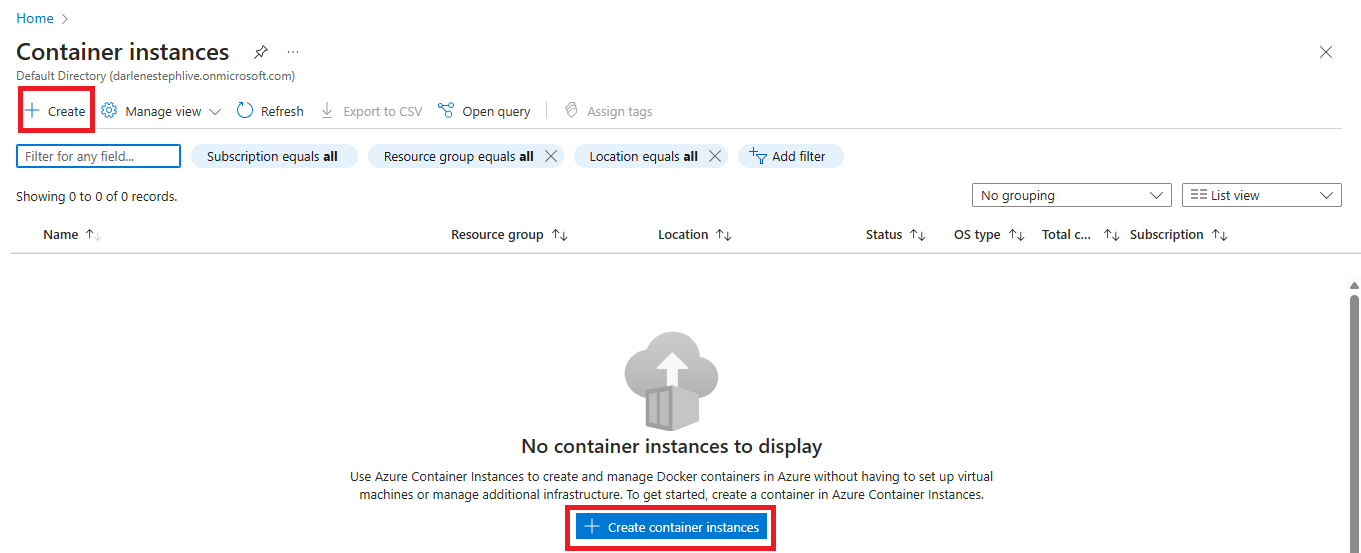 Home
Container instances
Default Directory (darlenestephlive.onmicrosoft.com)
Create Manage view Refresh Export to CSV Open query Assign tags
Filter for any field... Subscription equals all Resource group equals all Location equals all Add filter
Showing 0 to 0 of 0 records. No grouping List view
Name Resource group Location Status OS type Total c... Subscription
No container instances to display
Use Azure Container Instances to create and manage Docker containers in Azure without having to set up virtual
machines or manage additional infrastructure. To get started, create a container in Azure Container Instances.
Create container instances